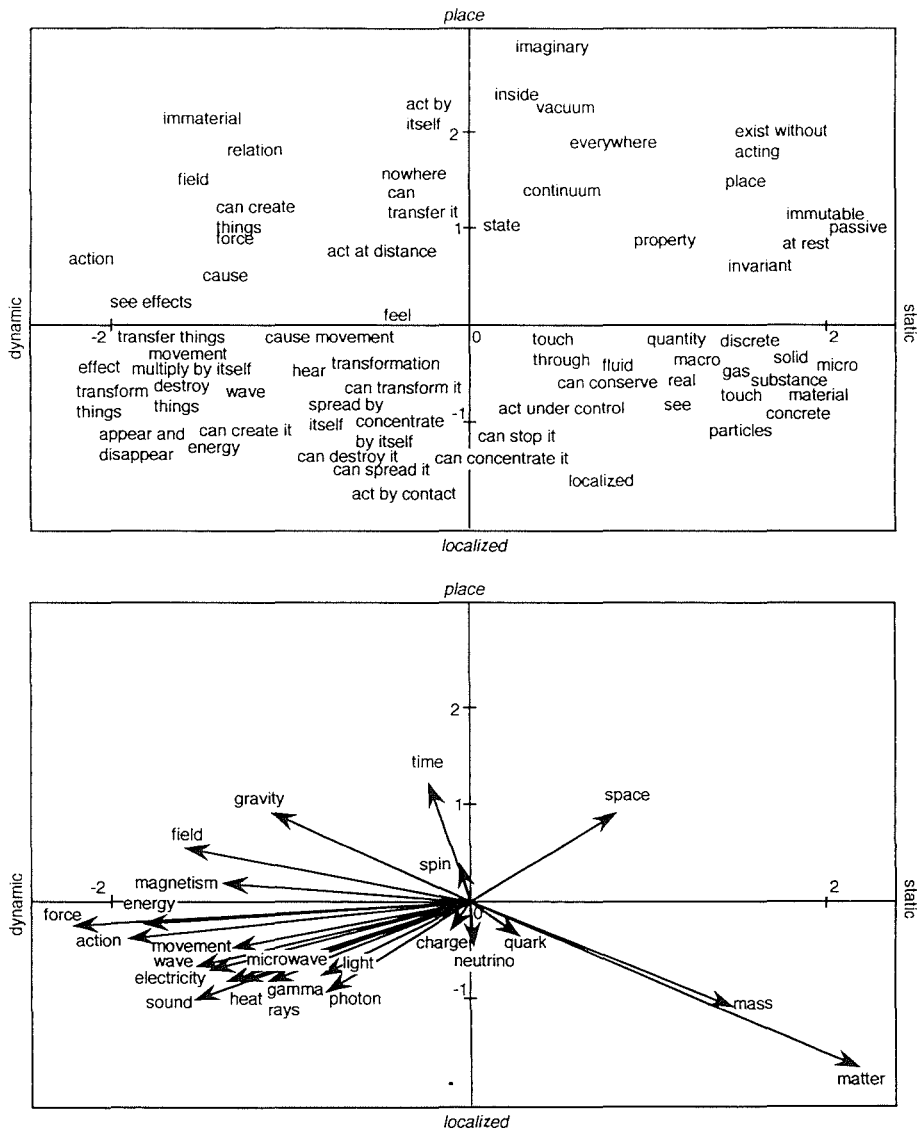 place
imaginary
inside
act by
itself
vacuum
immaterial
exist without
acting
relation
everywhere
field
nowhere
can
transfer it
continuum
place
can create
things
force
state
immutable
passive
property
at rest
action
act at distance
invariant
cause
see effects
feel
dynamic
static
-2
0
2
2
1
-1
transfer things
cause movement
touch
quantity
discrete
movement
effect
multiply by itself
hear
transformation
through
fluid
macro
gas
solid
micro
transform
things
destroy
things
wave
can transform it
can conserve
real
substance
spread by
itself
act under control
see
touch
material
concrete
concentrate
by itself
appear and
disappear
can create it
energy
can stop it
particles
can destroy it
can concentrate it
can spread it
localized
act by contact
localized
place
2
time
gravity
1
space
field
spin
magnetism
-2
energy
2
dynamic
static
force
0
action
movement
charge
quark
wave
microwave
light
neutrino
electricity
-1
sound
heat
gamma
rays
photon
mass
matter
localized